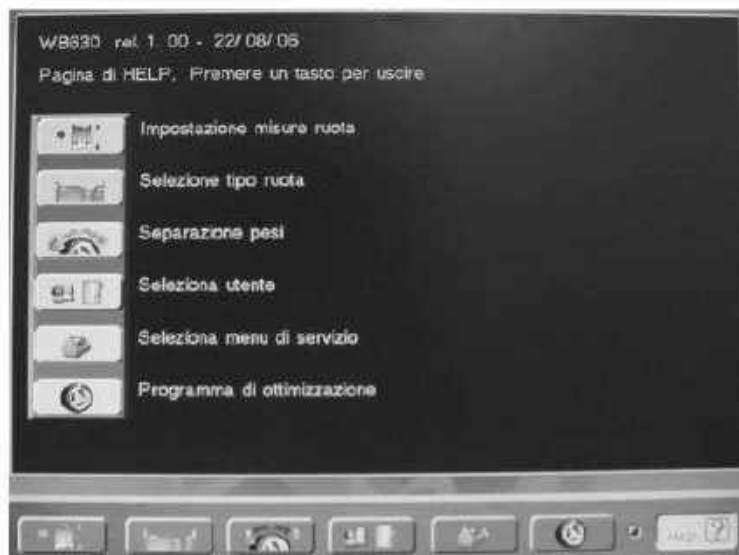 WB630 rel. 1. 00 - 22/08/06
Pagina di HELP, Premere un tasto per uscire
Impostazione misure ruota
Selezione tipo ruota
Separazione pesi
Seleziona utente
Seleziona menu di servizio
Programma di ottimizzazione